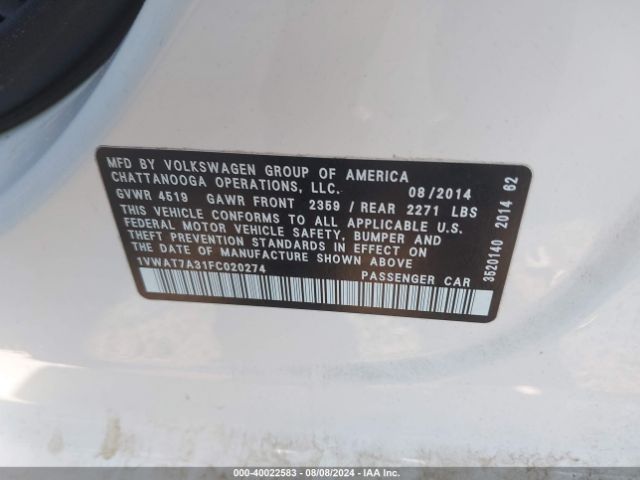 MFD BY VOLKSWAGEN GROUP OF AMERICA
CHATTANOOGA OPERATIONS, LLC. 08/2014
GVWR 4519 GAWR FRONT 2359 / REAR 2271 LBS
THIS VEHICLE CONFORMS TO ALL APPLICABLE U.S.
FEDERAL MOTOR VEHICLE SAFETY, BUMPER AND
THEFT PREVENTION STANDARDS IN EFFECT ON
THE DATE OF MANUFACTURE SHOWN ABOVE
1VWAT7A31FC020274 PASSENGER CAR
3520140 2014 62
000-40022583 - 08/08/2024 - IAA Inc.